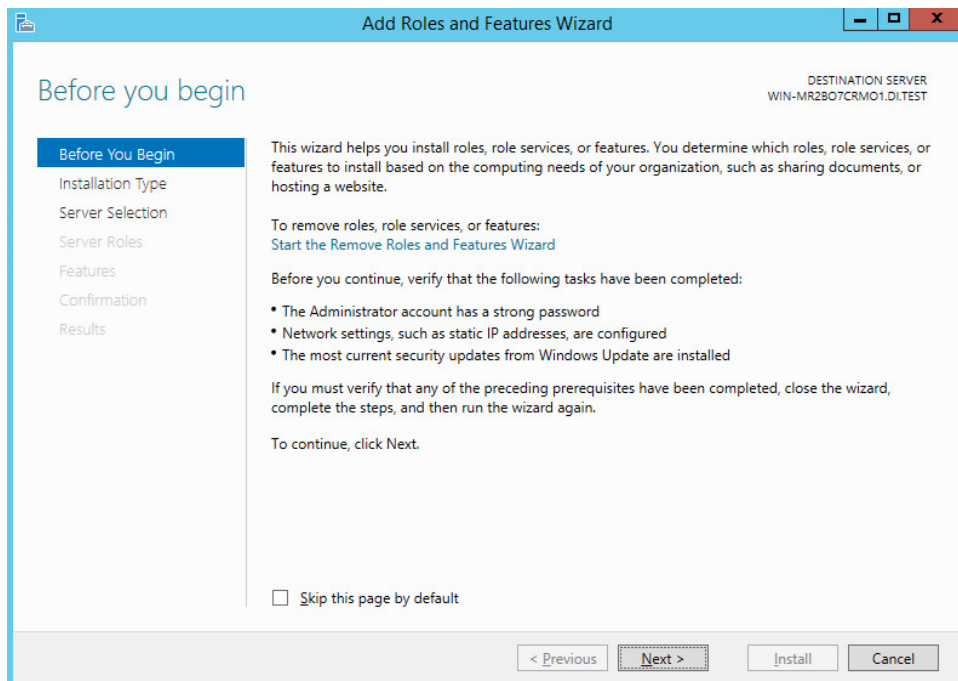 Add Roles and Features Wizard
Before you begin
DESTINATION SERVER
WIN-MR2BO7CRMO1.DI.TEST
Before You Begin
Installation Type
Server Selection
Server Roles
Features
Confirmation
Results
This wizard helps you install roles, role services, or features. You determine which roles, role services, or
features to install based on the computing needs of your organization, such as sharing documents, or
hosting a website.
To remove roles, role services, or features:
Start the Remove Roles and Features Wizard
Before you continue, verify that the following tasks have been completed:
• The Administrator account has a strong password
• Network settings, such as static IP addresses, are configured
• The most current security updates from Windows Update are installed
If you must verify that any of the preceding prerequisites have been completed, close the wizard,
complete the steps, and then run the wizard again.
To continue, click Next.
Skip this page by default
< Previous
Next >
Install
Cancel